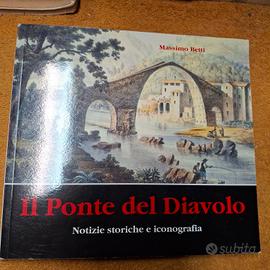 Massimo Betti
Il Ponte del Diavolo
Notizie storiche e iconografia
subito